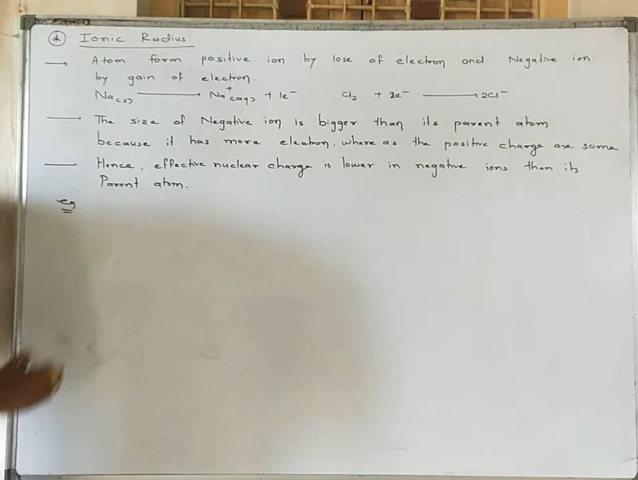 * Ionic Radius
→ Atom form positive ion by lose of electron and Negative ion
by gain of electron.
Na(s) → Na+(aq) + 1e− Cl2 + 2e− → 2Cl−
→ The size of Negative ion is bigger than its parent atom
because it has more electron, where as the positive charge are same
→ Hence, effective nuclear charge is lower in negative ions than its
Parent atom.
eg